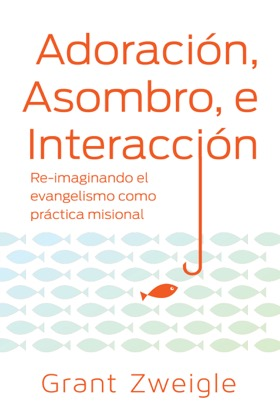 Adoración,
Asombro, e
Interacción
Re-imaginando el
evangelismo como
práctica misional
Grant Zweigle